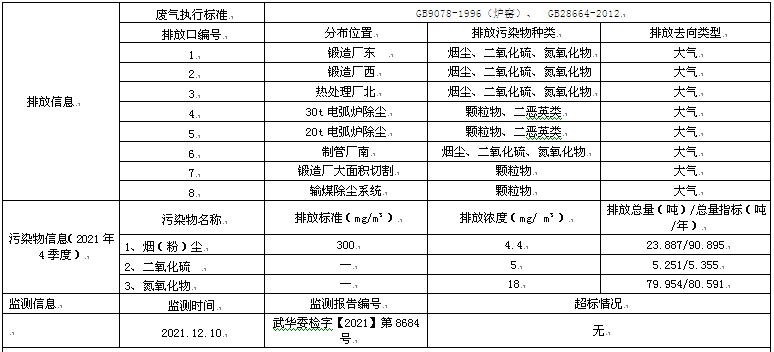 废气执行标准 GB9078-1996（炉窑）、 GB28664-2012
排放信息
排放口编号 分布位置 排放污染物种类 排放去向类型
1 锻造厂东 烟尘、二氧化硫、氮氧化物 大气
2 锻造厂西 烟尘、二氧化硫、氮氧化物 大气
3 热处理厂北 烟尘、二氧化硫、氮氧化物 大气
4 30t 电弧炉除尘 颗粒物、二恶英类 大气
5 20t 电弧炉除尘 颗粒物、二恶英类 大气
6 制管厂南 烟尘、二氧化硫、氮氧化物 大气
7 锻造厂大面积切割 颗粒物 大气
8 输煤除尘系统 颗粒物 大气
污染物信息（2021 年
4 季度）
污染物名称 排放标准（mg/m³） 排放浓度（mg/ m³） 排放总量（吨）/总量指标（吨
/年）
1、烟（粉）尘 300 4.4 23.887/90.895
2、二氧化硫 — 5 5.251/5.355
3、氮氧化物 — 18 79.954/80.591
监测信息 监测时间 监测报告编号 超标情况
2021.12.10 武华委检字【2021】第 8684
号 无